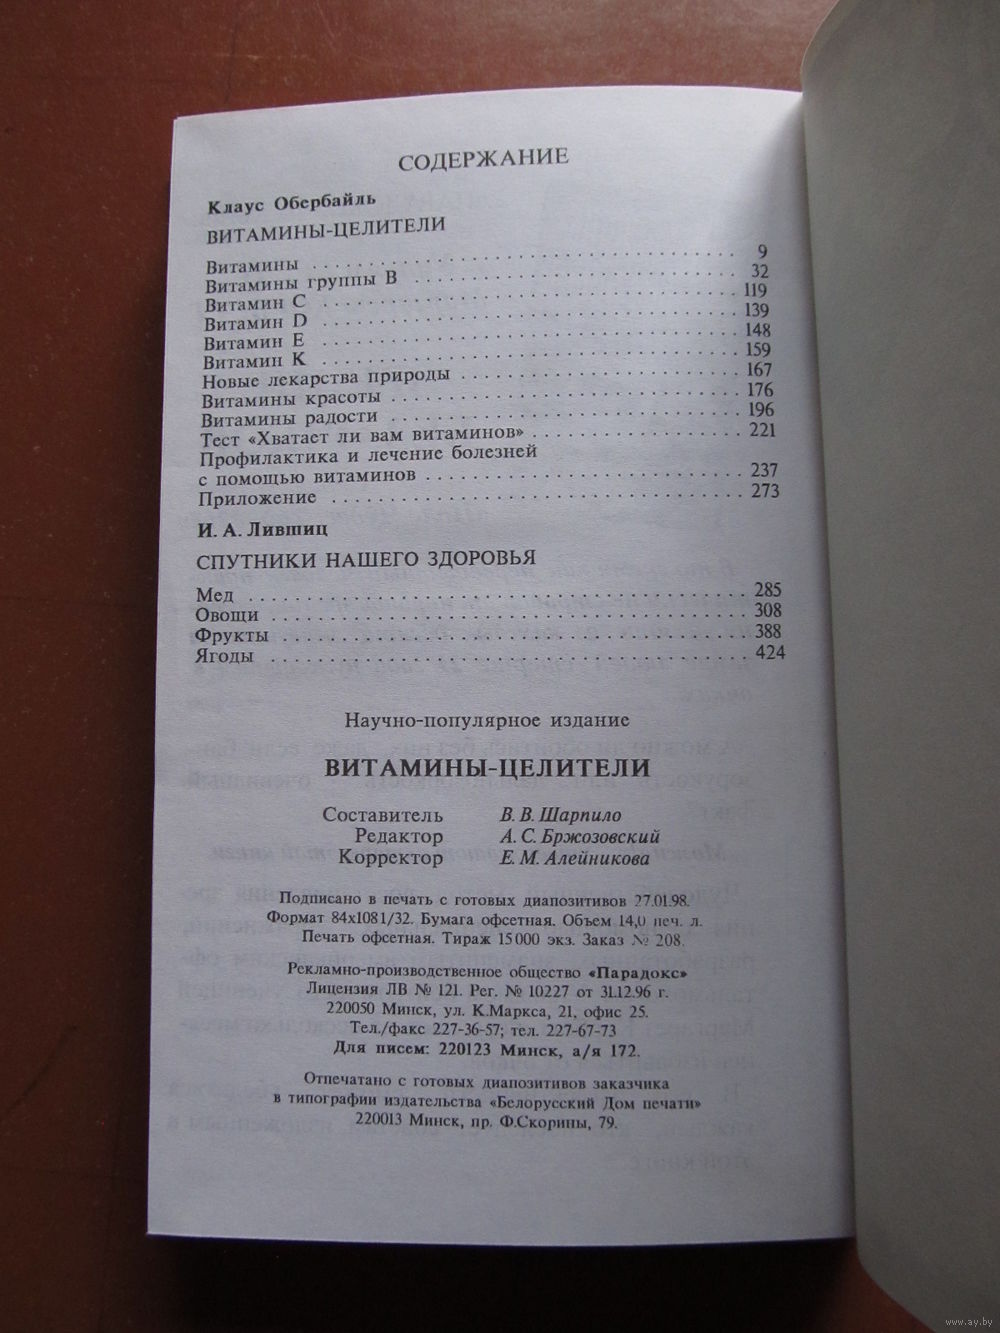 СОДЕРЖАНИЕ
Клаус Обербайль
ВИТАМИНЫ-ЦЕЛИТЕЛИ
Витамины . . . . . . . . . . 9
Витамины группы В . . . . . . . . . . 32
Витамин С . . . . . . . . . . 119
Витамин D . . . . . . . . . . 139
Витамин Е . . . . . . . . . . 148
Витамин К . . . . . . . . . . 159
Новые лекарства природы . . . . . . . . . . 167
Витамины красоты . . . . . . . . . . 176
Витамины радости . . . . . . . . . . 196
Тест «Хватает ли вам витаминов» . . . . . . . . . . 221
Профилактика и лечение болезней
с помощью витаминов . . . . . . . . . . 237
Приложение . . . . . . . . . . 273
И. А. Лившиц
СПУТНИКИ НАШЕГО ЗДОРОВЬЯ
Мед . . . . . . . . . . 285
Овощи . . . . . . . . . . 308
Фрукты . . . . . . . . . . 388
Ягоды . . . . . . . . . . 424
Научно-популярное издание
ВИТАМИНЫ-ЦЕЛИТЕЛИ
Составитель В. В. Шарпило
Редактор А. С. Бржозовский
Корректор Е. М. Алейникова
Подписано в печать с готовых диапозитивов 27.01.98.
Формат 84х1081/32. Бумага офсетная. Объем 14,0 печ. л.
Печать офсетная. Тираж 15000 экз. Заказ № 208.
Рекламно-производственное общество «Парадокс»
Лицензия ЛВ № 121. Рег. № 10227 от 31.12.96 г.
220050 Минск, ул. К.Маркса, 21, офис 25.
Тел./факс 227-36-57; тел. 227-67-73
Для писем: 220123 Минск, а/я 172.
Отпечатано с готовых диапозитивов заказчика
в типографии издательства «Белорусский Дом печати»
220013 Минск, пр. Ф.Скорины, 79.
www.ay.by